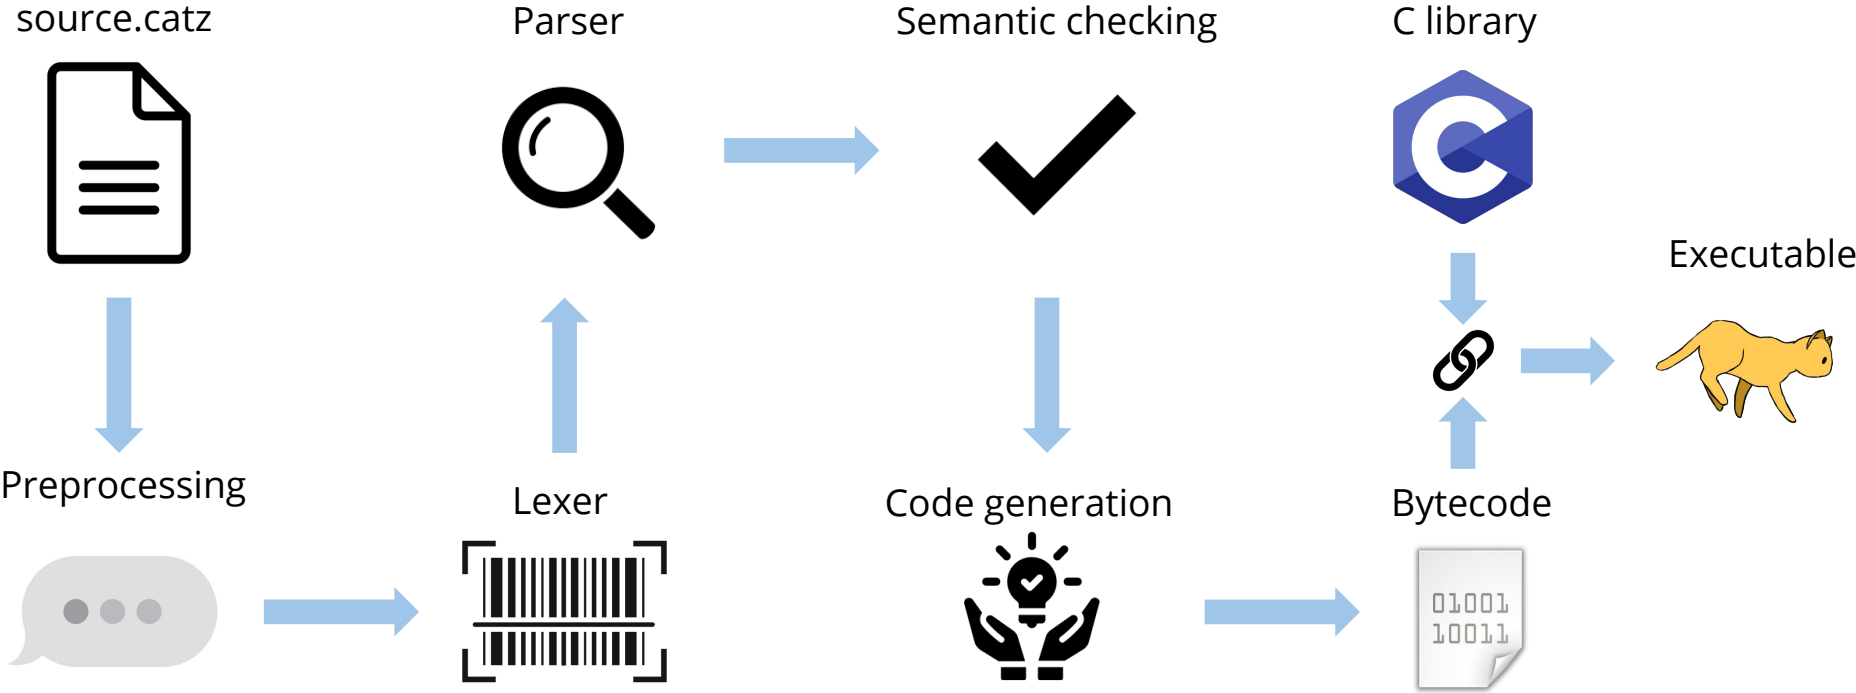 source.catz
Parser
Semantic checking
C library
Executable
Preprocessing
Lexer
Code generation
Bytecode
01001
10011